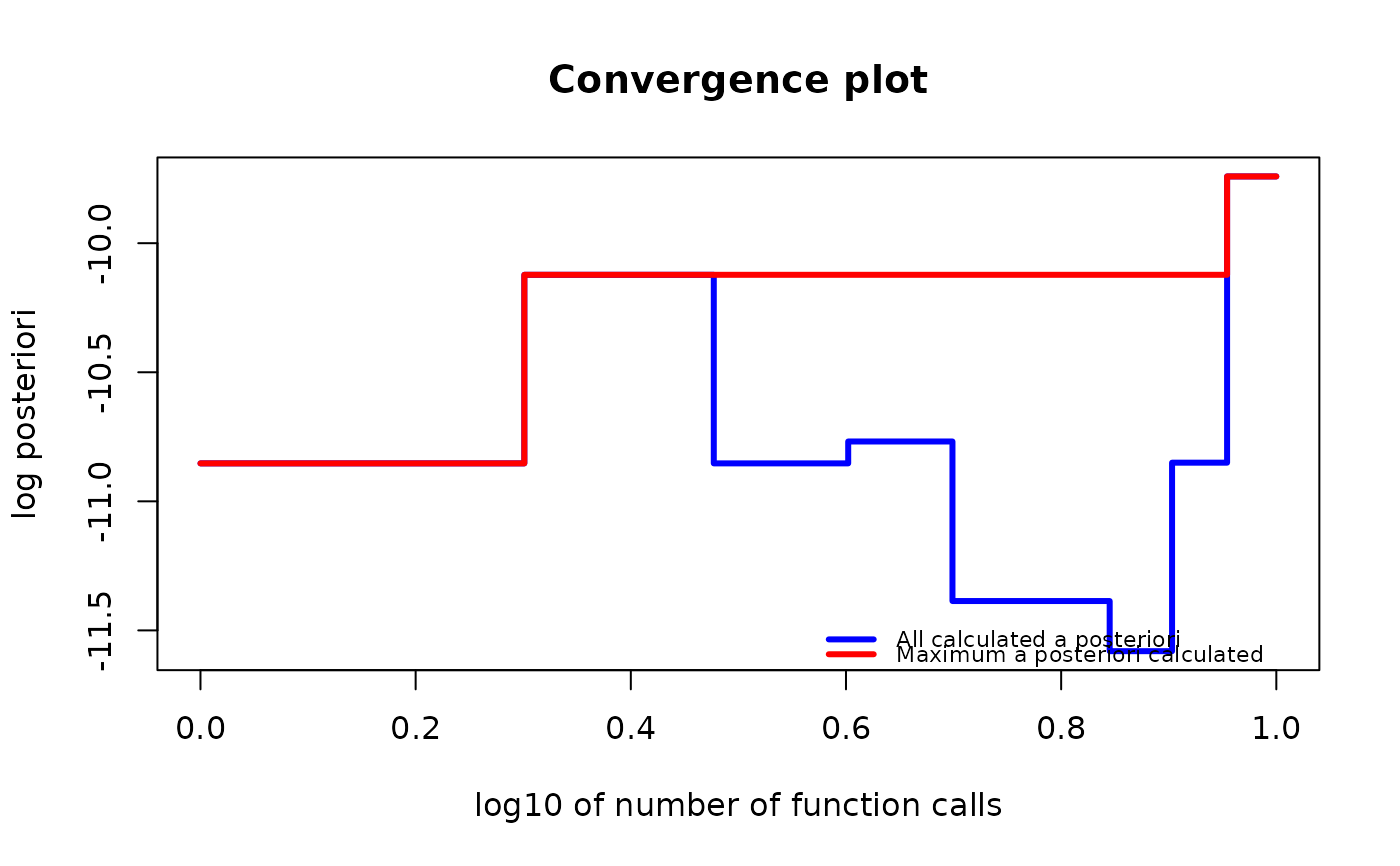 Convergence plot
log posteriori
-10.0
-10.5
-11.0
-11.5
All calculated a posteriori
Maximum a posteriori calculated
0.0 0.2 0.4 0.6 0.8 1.0
log10 of number of function calls